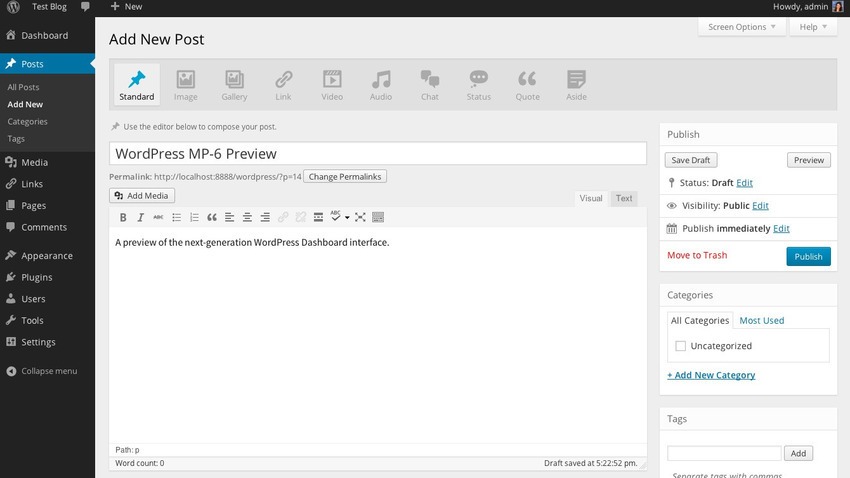 Test Blog
New
Howdy, admin
Dashboard
Posts
All Posts
Add New
Categories
Tags
Media
Links
Pages
Comments
Appearance
Plugins
Users
Tools
Settings
Collapse menu
Screen Options
Help
Add New Post
Standard
Image
Gallery
Link
Video
Audio
Chat
Status
Quote
Aside
Use the editor below to compose your post.
WordPress MP-6 Preview
Permalink: http://localhost:8888/wordpress/?p=14 Change Permalinks
Add Media
Visual
Text
B I ABC ABC
A preview of the next-generation WordPress Dashboard interface.
Path: p
Word count: 0
Draft saved at 5:22:52 pm.
Publish
Save Draft
Preview
Status: Draft Edit
Visibility: Public Edit
Publish immediately Edit
Move to Trash
Publish
Categories
All Categories
Most Used
Uncategorized
+ Add New Category
Tags
Add
Separate tags with commas